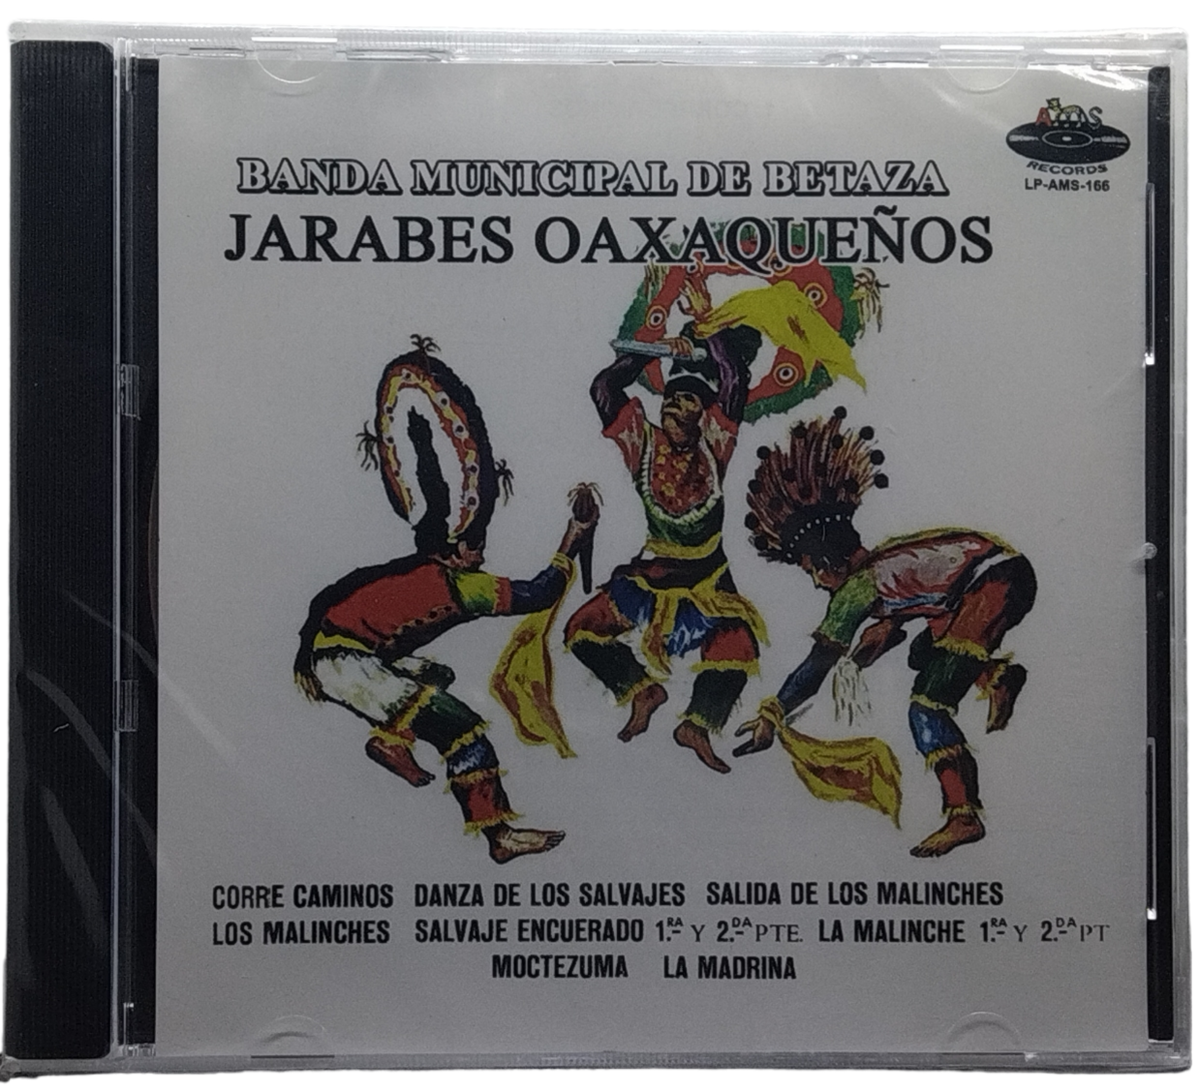 AMS
RECORDS
LP-AMS-166
BANDA MUNICIPAL DE BETAZA
JARABES OAXAQUEÑOS
CORRE CAMINOS DANZA DE LOS SALVAJES SALIDA DE LOS MALINCHES
LOS MALINCHES SALVAJE ENCUERADO 1.RA Y 2.DA PTE. LA MALINCHE 1.RA Y 2.DA PT
MOCTEZUMA LA MADRINA